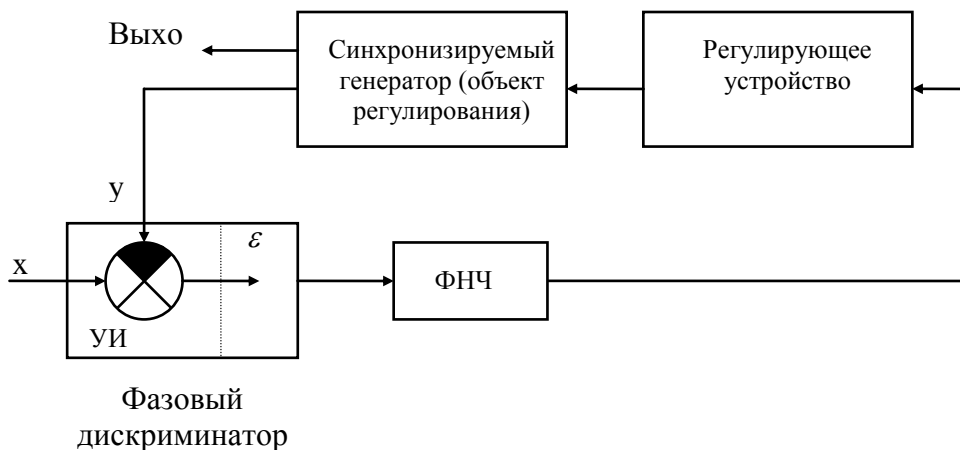 Выхо
Синхронизируемый
генератор (объект
регулирования)
Регулирующее
устройство
y
x
ε
УИ
ФНЧ
Фазовый
дискриминатор